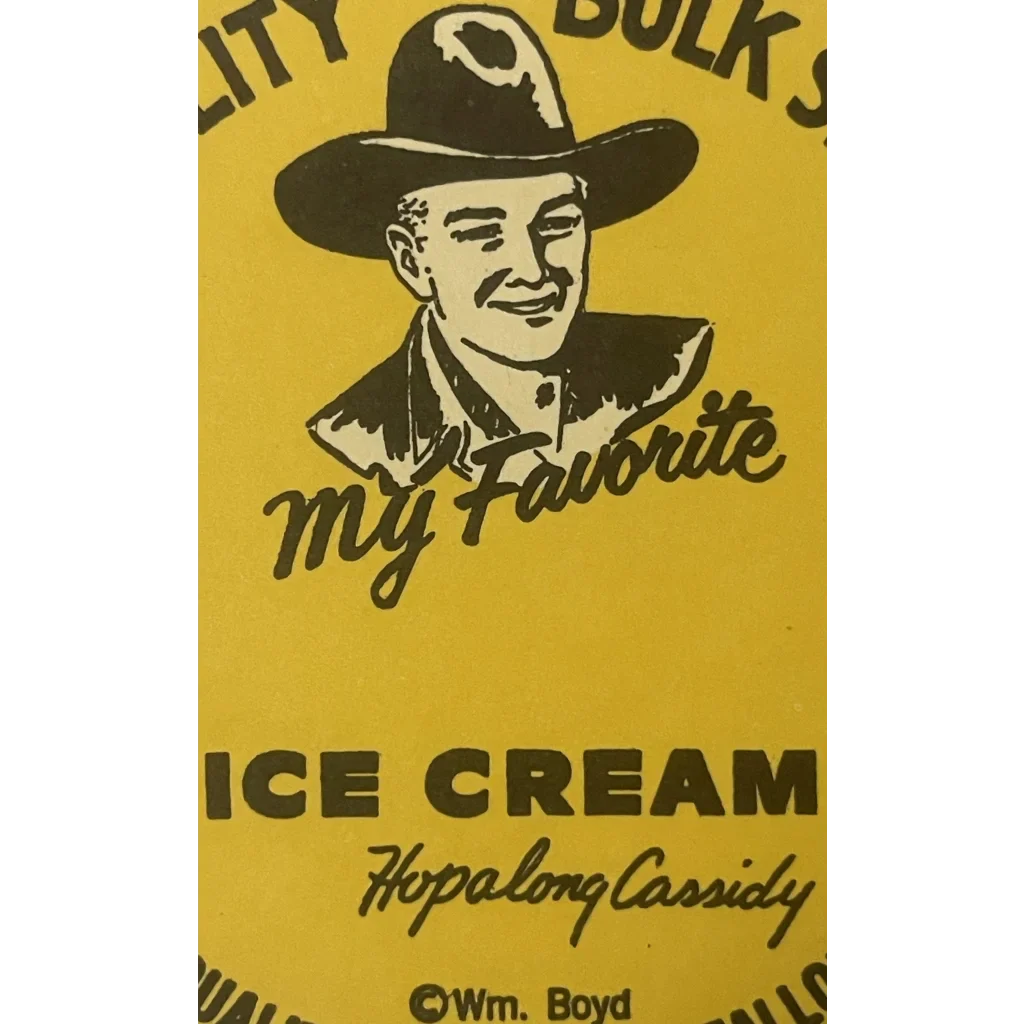 LITY BULK S
My Favorite
ICE CREAM
Hopalong Cassidy
©Wm. Boyd